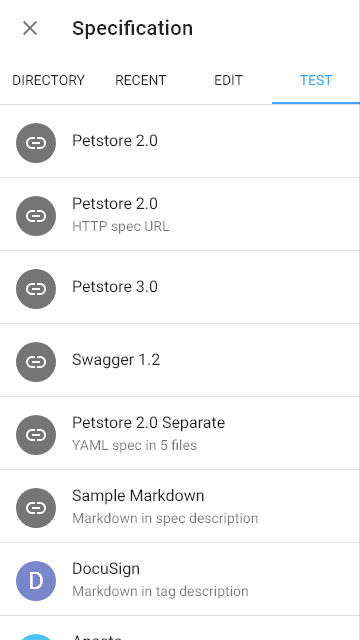 Specification
DIRECTORY RECENT EDIT TEST
Petstore 2.0
Petstore 2.0
HTTP spec URL
Petstore 3.0
Swagger 1.2
Petstore 2.0 Separate
YAML spec in 5 files
Sample Markdown
Markdown in spec description
D
DocuSign
Markdown in tag description